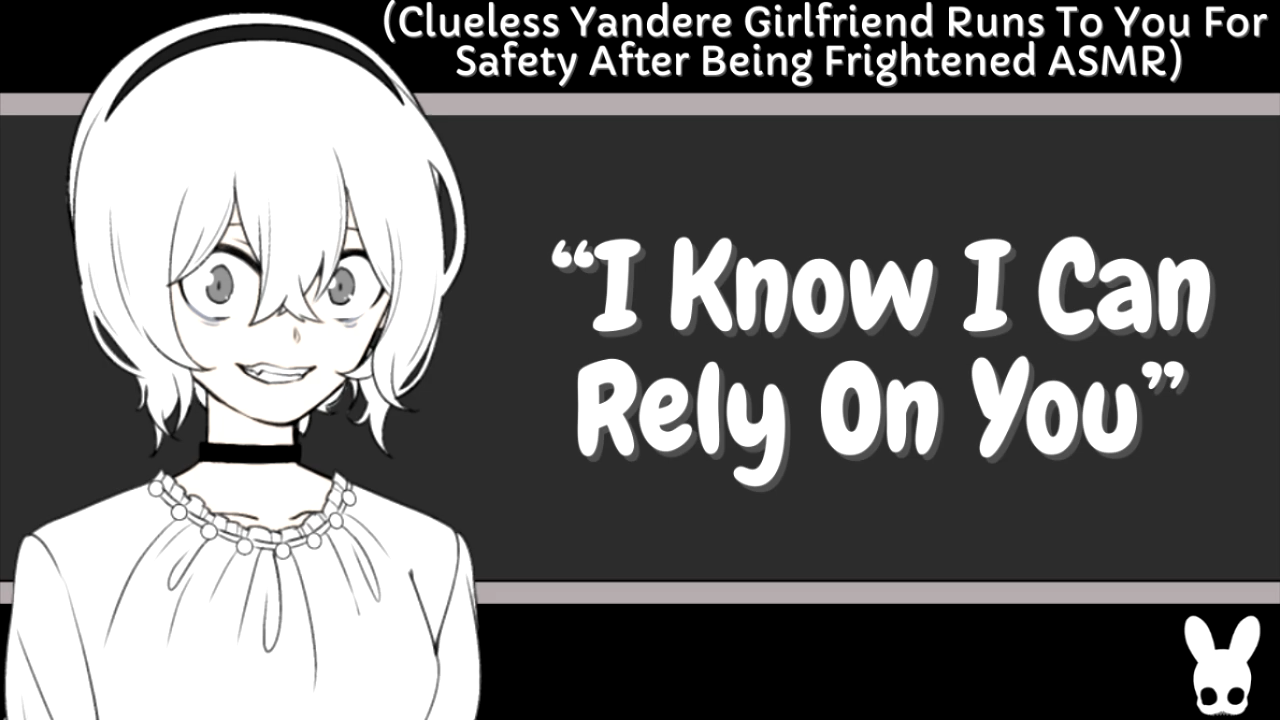 (Clueless Yandere Girlfriend Runs To You For
Safety After Being Frightened ASMR)
“I Know I Can
Rely On You”